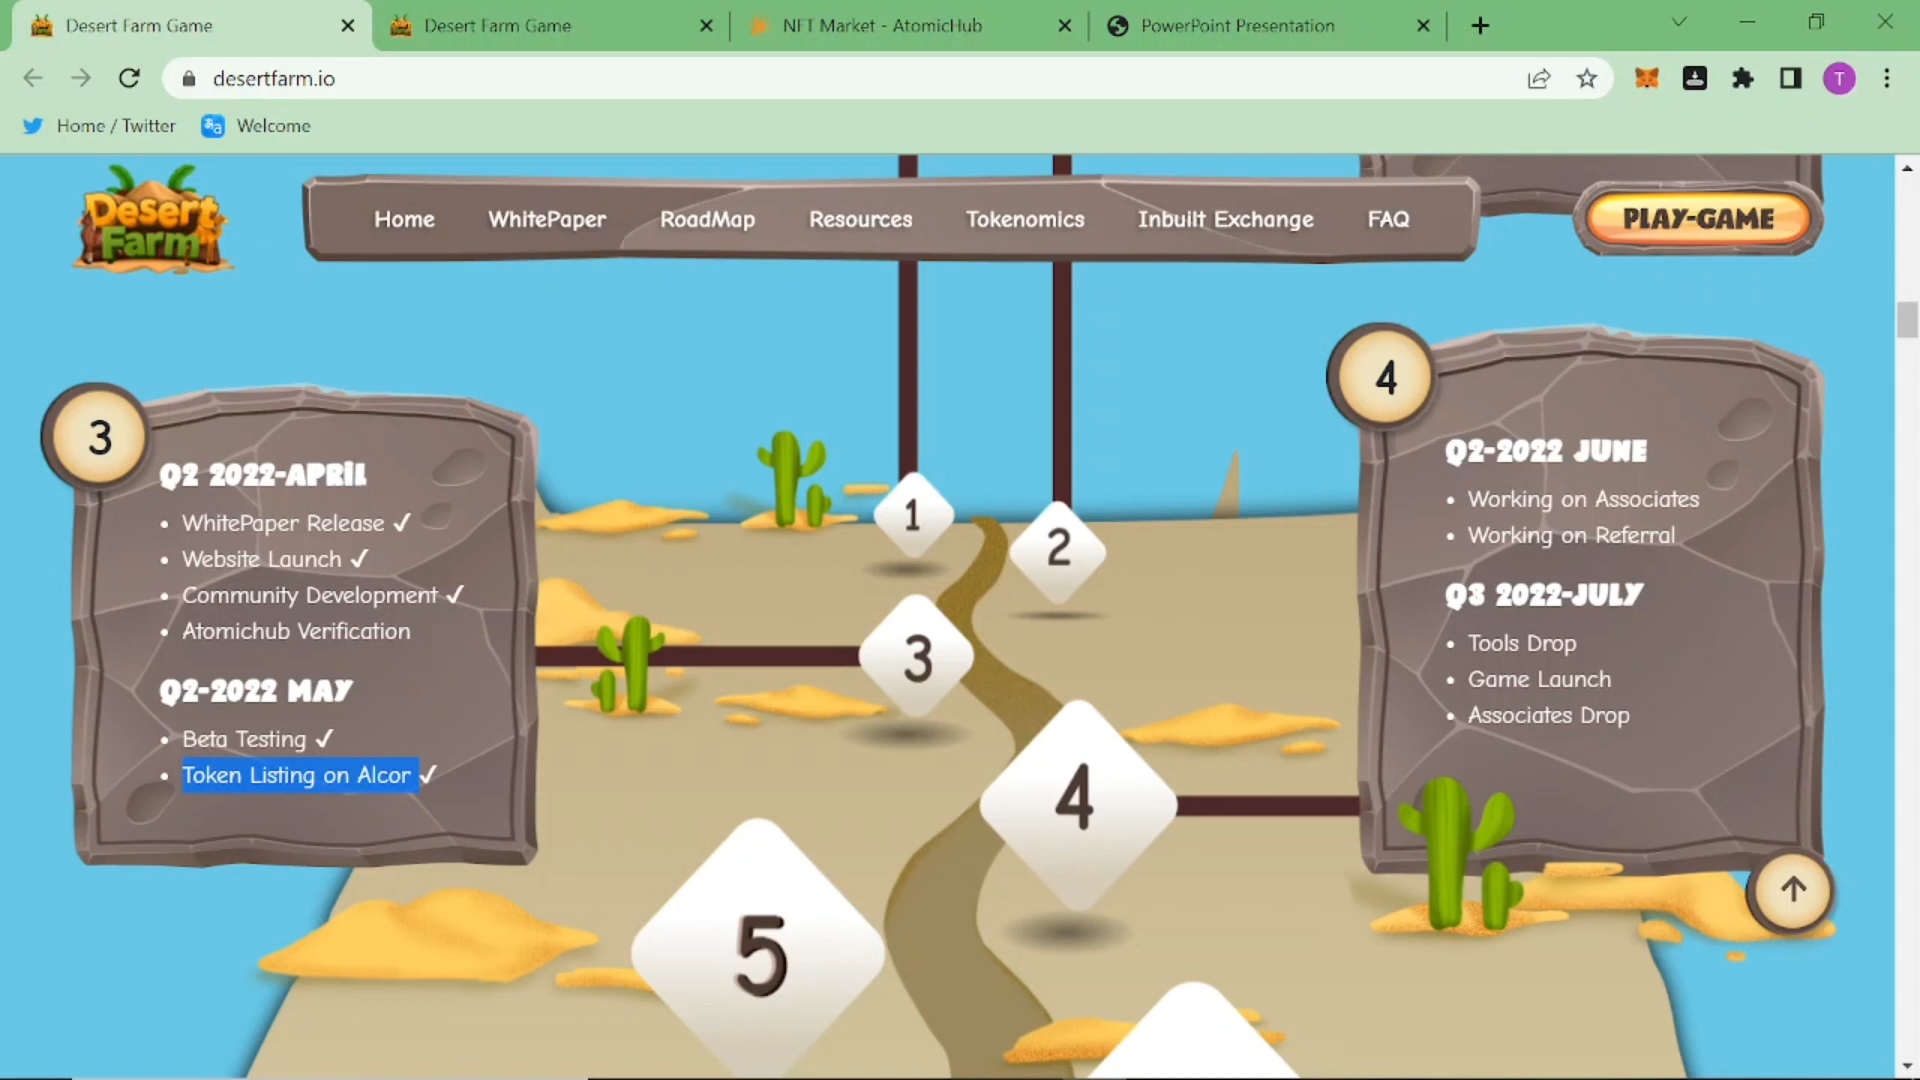 Desert Farm Game
Desert Farm Game
NFT Market - AtomicHub
PowerPoint Presentation
desertfarm.io
T
Home / Twitter
Welcome
Desert
Farm
Home
WhitePaper
RoadMap
Resources
Tokenomics
Inbuilt Exchange
FAQ
PLAY-GAME
3
Q2 2022-APRIL
• WhitePaper Release ✓
• Website Launch ✓
• Community Development ✓
• Atomichub Verification
Q2-2022 MAY
• Beta Testing ✓
• Token Listing on Alcor ✓
1
2
3
4
5
4
Q2-2022 JUNE
• Working on Associates
• Working on Referral
Q3 2022-JULY
• Tools Drop
• Game Launch
• Associates Drop